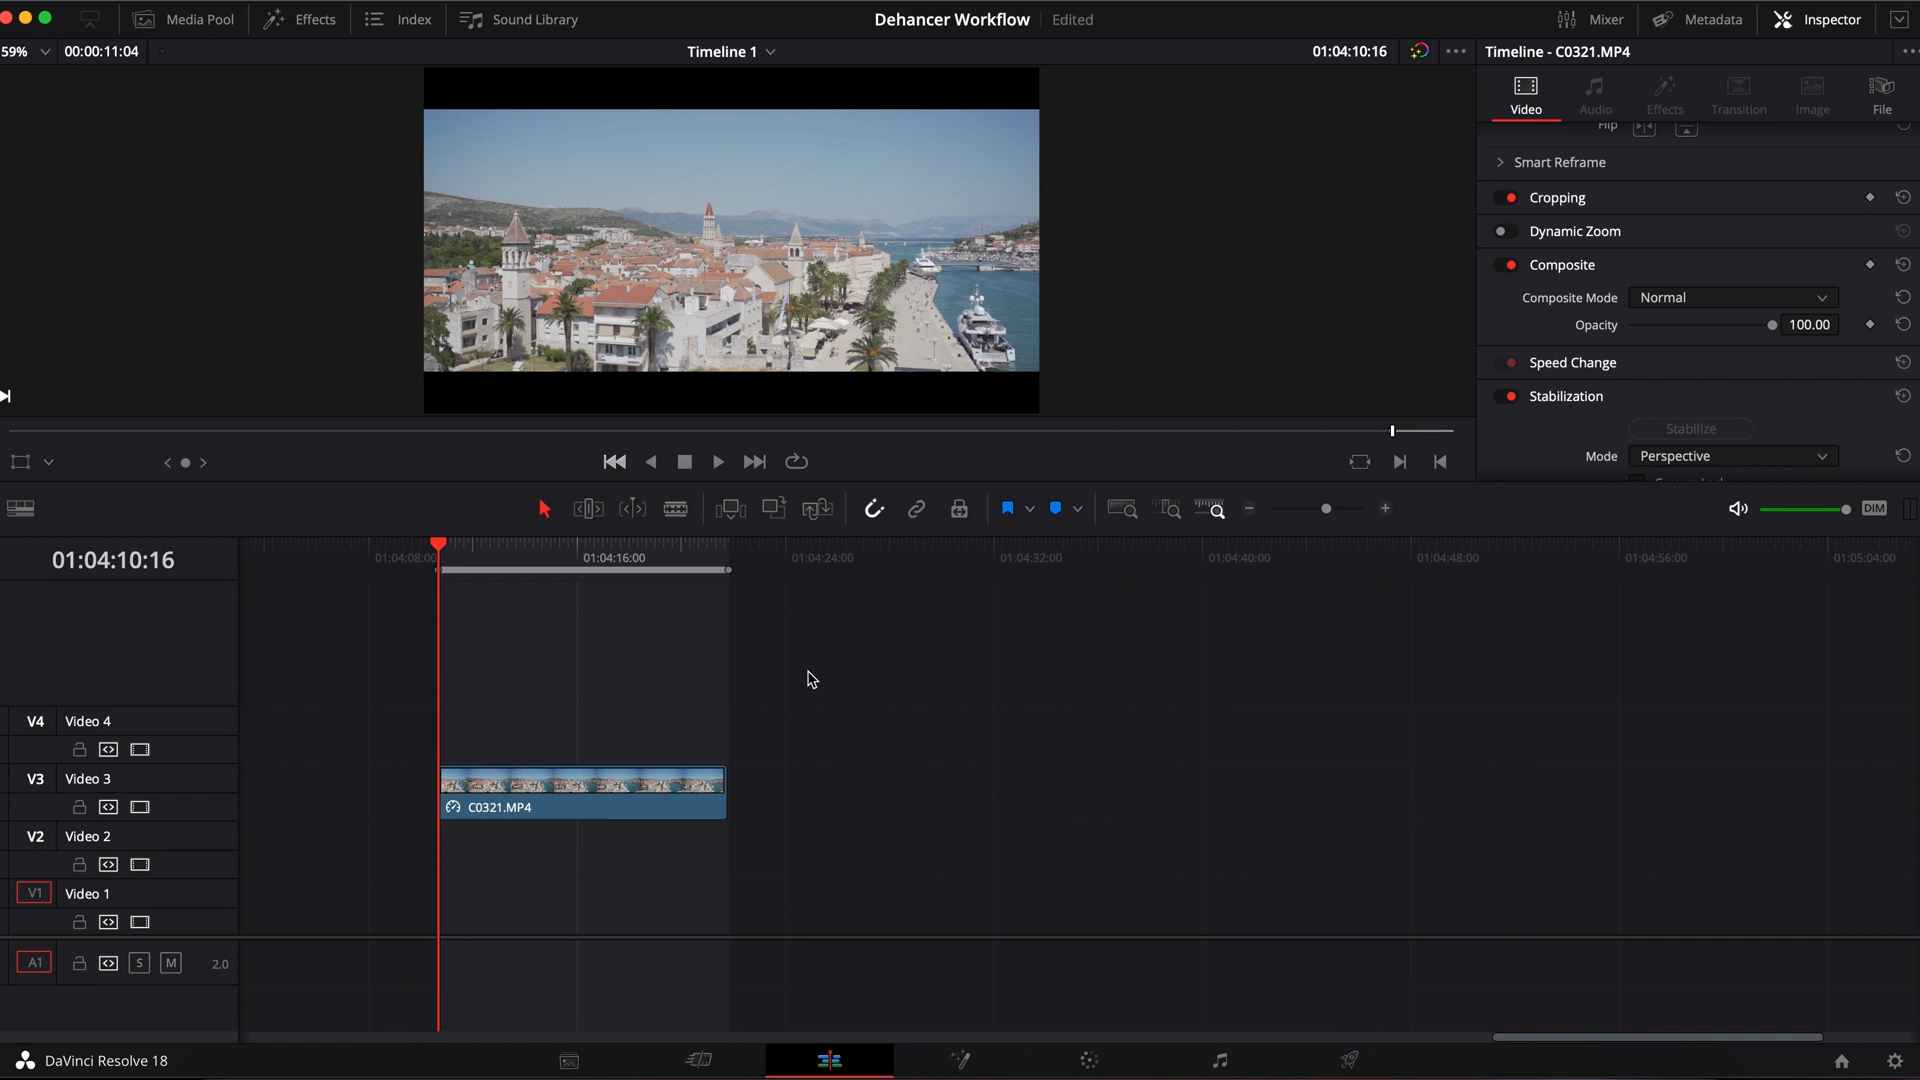 Media Pool Effects Index Sound Library Dehancer Workflow Edited Mixer Metadata Inspector
59% 00:00:11:04 Timeline 1 01:04:10:16 Timeline - C0321.MP4
Video Audio Effects Transition Image File
Flip
Smart Reframe
Cropping
Dynamic Zoom
Composite
Composite Mode Normal
Opacity 100.00
Speed Change
Stabilization
Stabilize
Mode Perspective
DIM
01:04:10:16
01:04:08:00 01:04:16:00 01:04:24:00 01:04:32:00 01:04:40:00 01:04:48:00 01:04:56:00 01:05:04:00
V4 Video 4
V3 Video 3
C0321.MP4
V2 Video 2
V1 Video 1
A1 S M 2.0
DaVinci Resolve 18